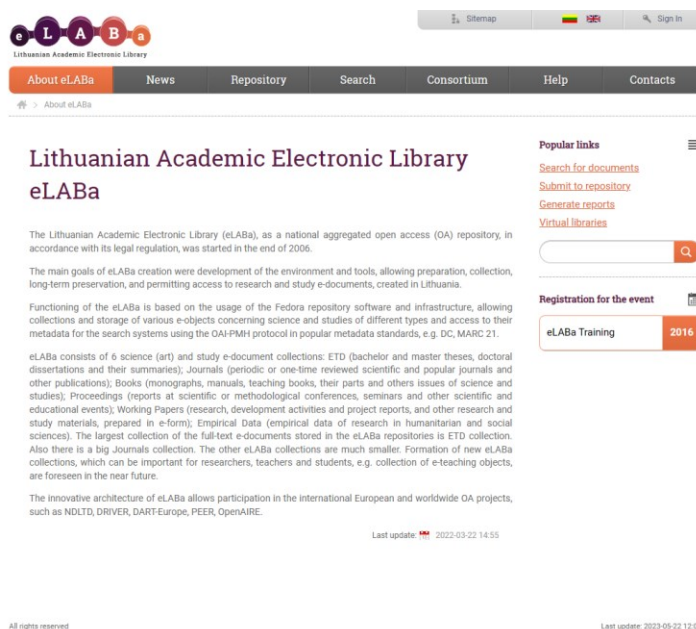 Sitemap
Sign In
e L A B a
Lithuanian Academic Electronic Library
About eLABa News Repository Search Consortium Help Contacts
> About eLABa
Lithuanian Academic Electronic Library
eLABa
The Lithuanian Academic Electronic Library (eLABa), as a national aggregated open access (OA) repository, in
accordance with its legal regulation, was started in the end of 2006.
The main goals of eLABa creation were development of the environment and tools, allowing preparation, collection,
long-term preservation, and permitting access to research and study e-documents, created in Lithuania.
Functioning of the eLABa is based on the usage of the Fedora repository software and infrastructure, allowing
collections and storage of various e-objects concerning science and studies of different types and access to their
metadata for the search systems using the OAI-PMH protocol in popular metadata standards, e.g. DC, MARC 21.
eLABa consists of 6 science (art) and study e-document collections: ETD (bachelor and master theses, doctoral
dissertations and their summaries); Journals (periodic or one-time reviewed scientific and popular journals and
other publications); Books (monographs, manuals, teaching books, their parts and others issues of science and
studies); Proceedings (reports at scientific or methodological conferences, seminars and other scientific and
educational events); Working Papers (research, development activities and project reports, and other research and
study materials, prepared in e-form); Empirical Data (empirical data of research in humanitarian and social
sciences). The largest collection of the full-text e-documents stored in the eLABa repositories is ETD collection.
Also there is a big Journals collection. The other eLABa collections are much smaller. Formation of new eLABa
collections, which can be important for researchers, teachers and students, e.g. collection of e-teaching objects,
are foreseen in the near future.
The innovative architecture of eLABa allows participation in the international European and worldwide OA projects,
such as NDLTD, DRIVER, DART-Europe, PEER, OpenAIRE.
Last update: 2022-03-22 14:55
Popular links
Search for documents
Submit to repository
Generate reports
Virtual libraries
Registration for the event
eLABa Training 2016
All rights reserved
Last update: 2023-05-22